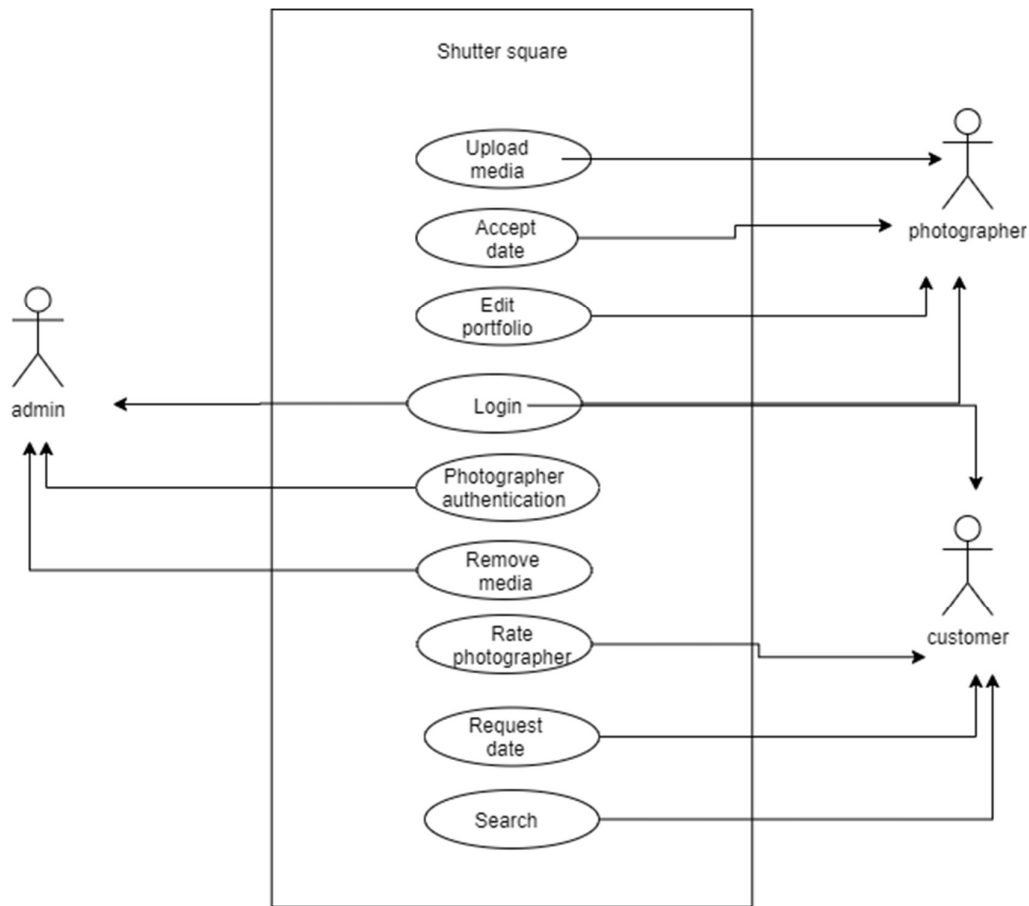 Shutter square
Upload
media
photographer
Accept
date
Edit
portfolio
admin
Login
Photographer
authentication
Remove
media
customer
Rate
photographer
Request
date
Search